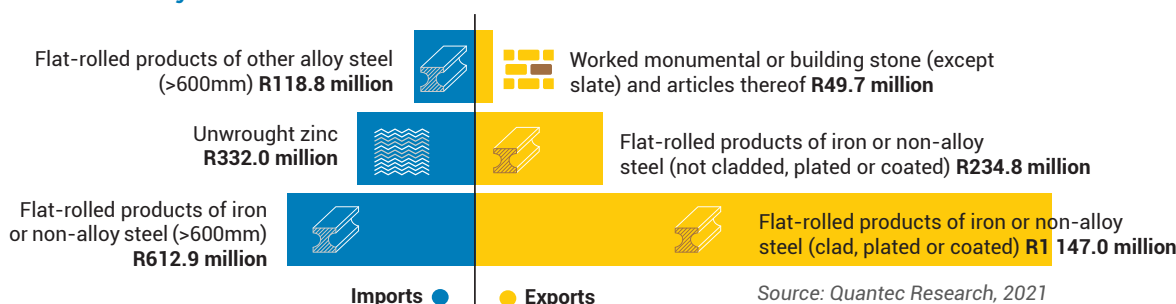 Flat-rolled products of other alloy steel
(>600mm) R118.8 million
Worked monumental or building stone (except
slate) and articles thereof R49.7 million
Unwrought zinc
R332.0 million
Flat-rolled products of iron or non-alloy
steel (not cladded, plated or coated) R234.8 million
Flat-rolled products of iron
or non-alloy steel (>600mm)
R612.9 million
Flat-rolled products of iron or non-alloy
steel (clad, plated or coated) R1 147.0 million
Imports
Exports
Source: Quantec Research, 2021